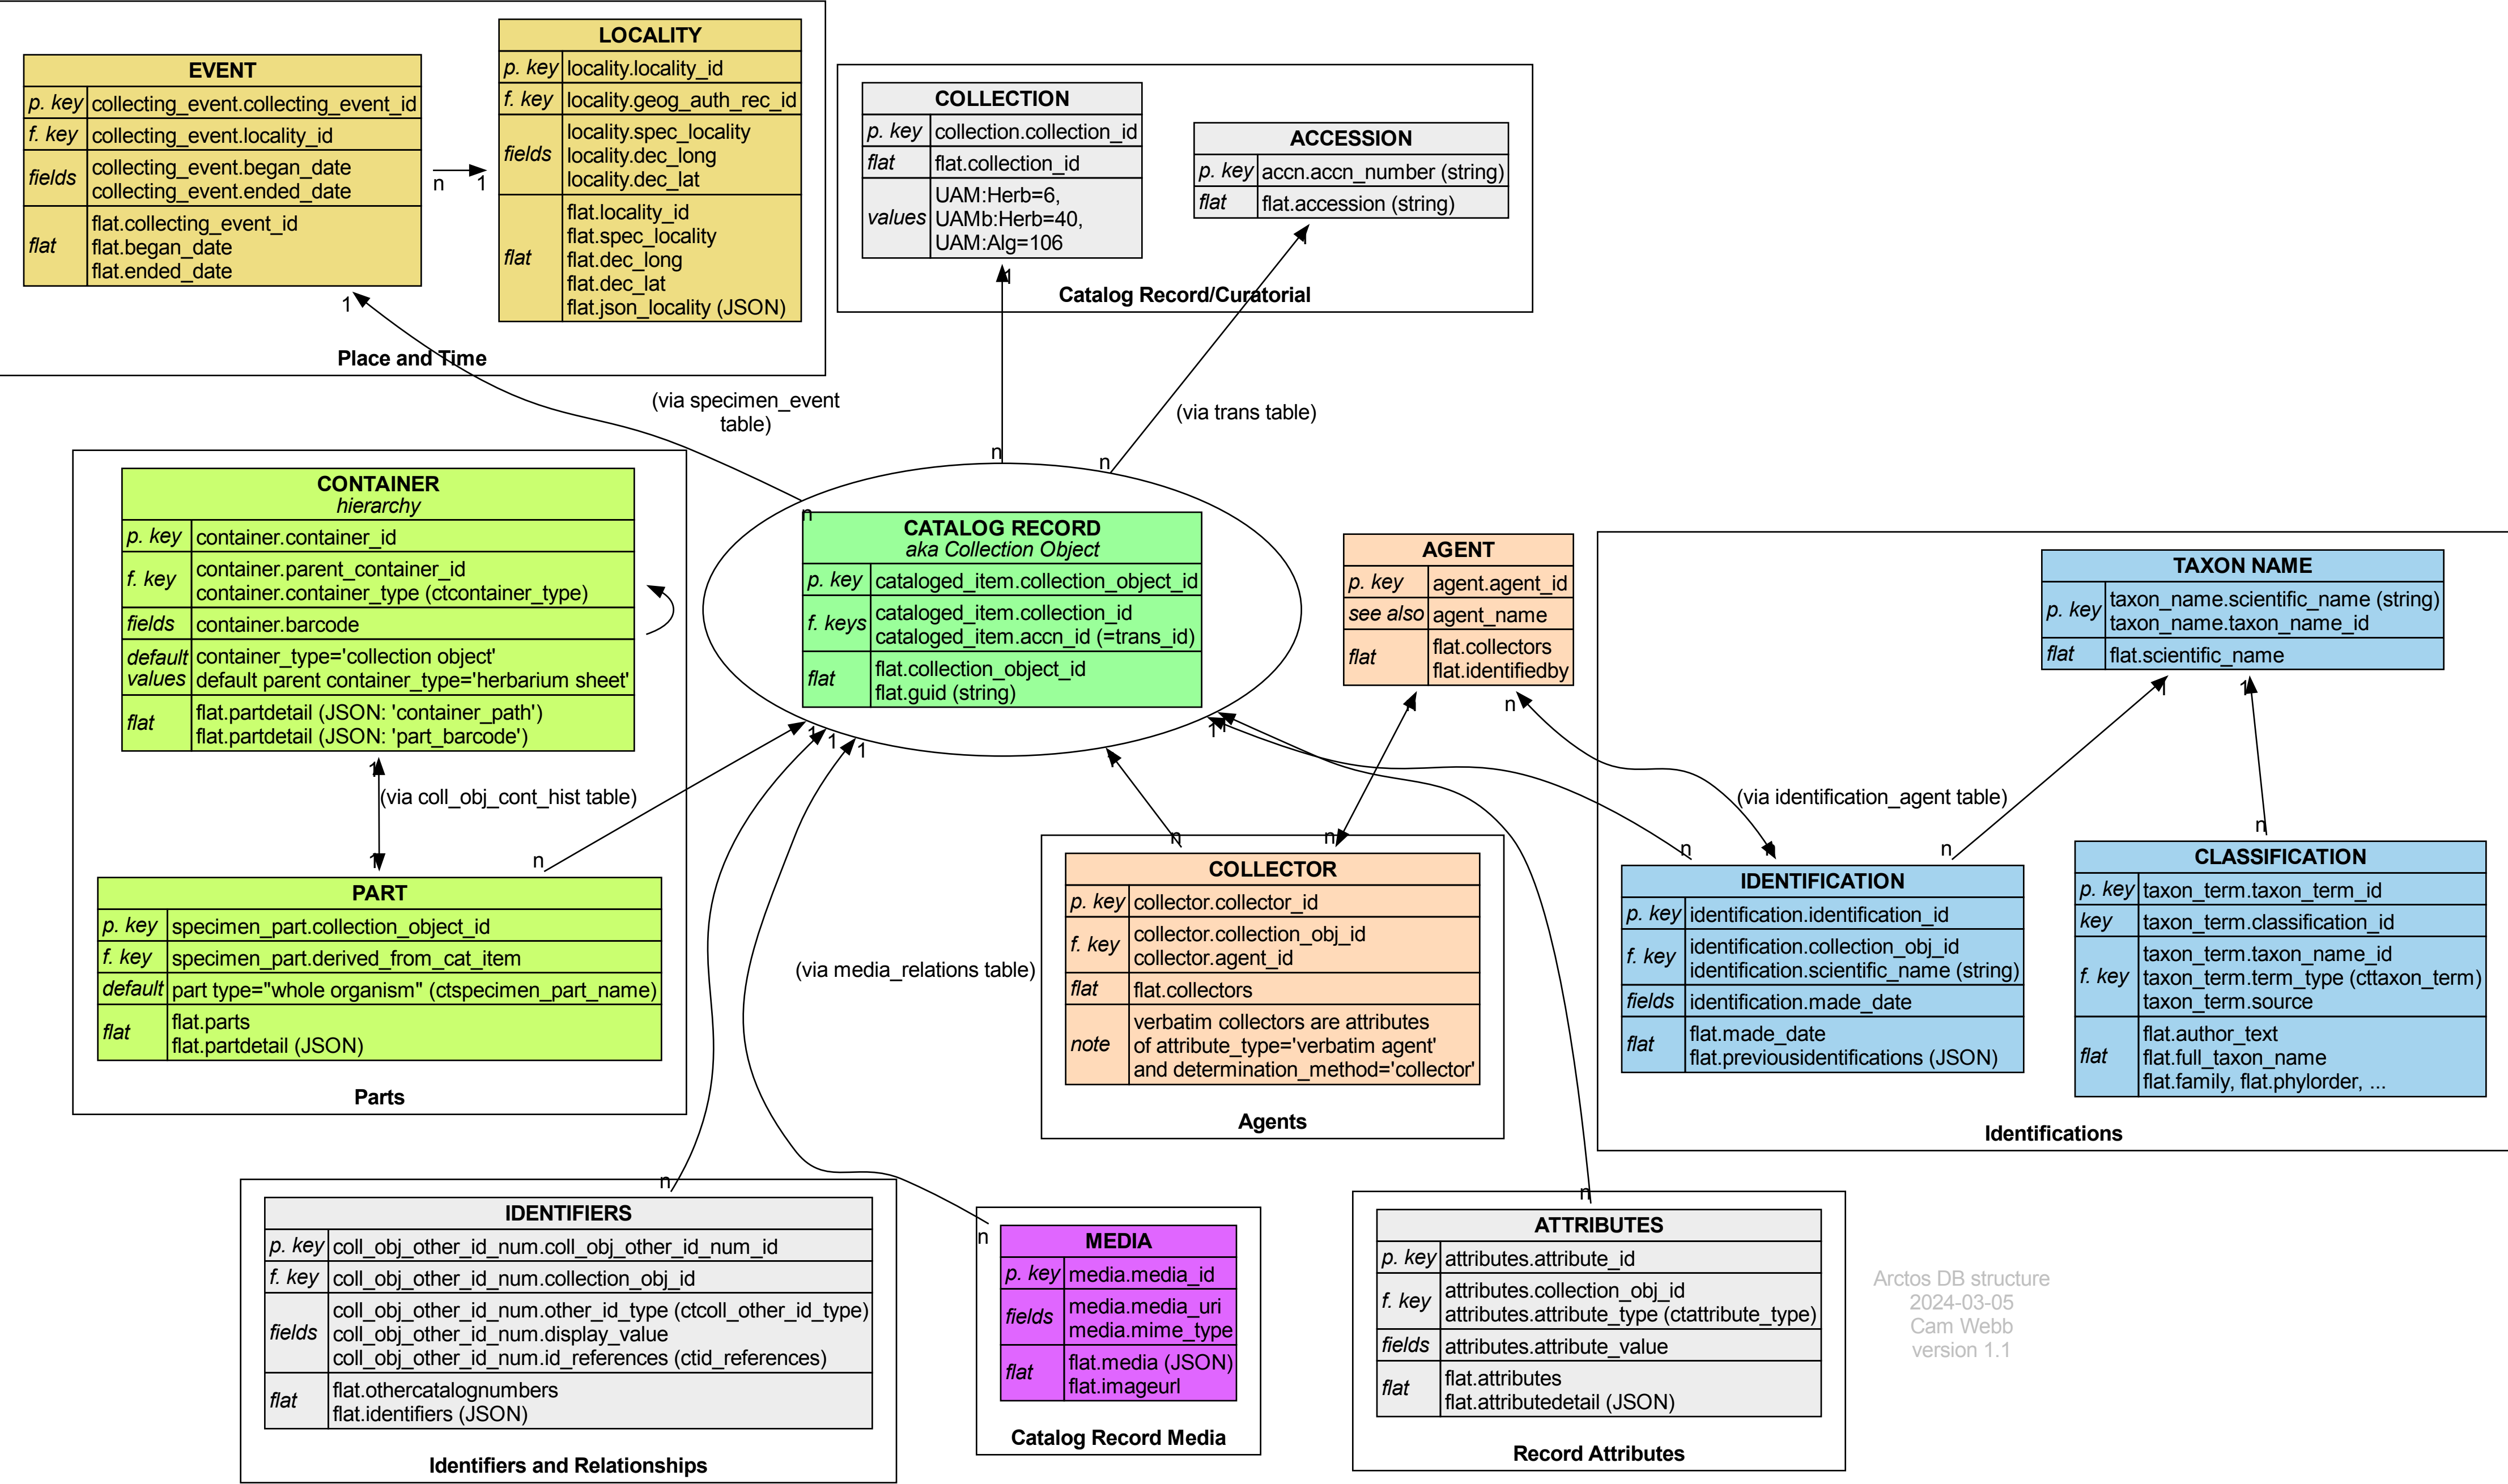 EVENT
p. key collecting_event.collecting_event_id
f. key collecting_event.locality_id
fields collecting_event.began_date
collecting_event.ended_date
flat flat.collecting_event_id
flat.began_date
flat.ended_date
n 1
LOCALITY
p. key locality.locality_id
f. key locality.geog_auth_rec_id
fields locality.spec_locality
locality.dec_long
locality.dec_lat
flat flat.locality_id
flat.spec_locality
flat.dec_long
flat.dec_lat
flat.json_locality (JSON)
1
Place and Time
COLLECTION
p. key collection.collection_id
flat flat.collection_id
values UAM:Herb=6,
UAMb:Herb=40,
UAM:Alg=106
1
ACCESSION
p. key accn.accn_number (string)
flat flat.accession (string)
1
Catalog Record/Curatorial
(via specimen_event
table)
(via trans table)
n
n
n
CONTAINER
hierarchy
p. key container.container_id
f. key container.parent_container_id
container.container_type (ctcontainer_type)
fields container.barcode
default values container_type='collection object'
default parent container_type='herbarium sheet'
flat flat.partdetail (JSON: 'container_path')
flat.partdetail (JSON: 'part_barcode')
1
(via coll_obj_cont_hist table)
1
n
PART
p. key specimen_part.collection_object_id
f. key specimen_part.derived_from_cat_item
default part type="whole organism" (ctspecimen_part_name)
flat flat.parts
flat.partdetail (JSON)
Parts
CATALOG RECORD
aka Collection Object
p. key cataloged_item.collection_object_id
f. keys cataloged_item.collection_id
cataloged_item.accn_id (=trans_id)
flat flat.collection_object_id
flat.guid (string)
1
1
1
1
1
1
AGENT
p. key agent.agent_id
see also agent_name
flat flat.collectors
flat.identifiedby
1
n
TAXON NAME
p. key taxon_name.scientific_name (string)
taxon_name.taxon_name_id
flat flat.scientific_name
1
1
(via identification_agent table)
n
n
n
n
(via media_relations table)
n
n
COLLECTOR
p. key collector.collector_id
f. key collector.collection_obj_id
collector.agent_id
flat flat.collectors
note verbatim collectors are attributes
of attribute_type='verbatim agent'
and determination_method='collector'
Agents
IDENTIFICATION
p. key identification.identification_id
f. key identification.collection_obj_id
identification.scientific_name (string)
fields identification.made_date
flat flat.made_date
flat.previousidentifications (JSON)
CLASSIFICATION
p. key taxon_term.taxon_term_id
key taxon_term.classification_id
f. key taxon_term.taxon_name_id
taxon_term.term_type (cttaxon_term)
taxon_term.source
flat flat.author_text
flat.full_taxon_name
flat.family, flat.phylorder, ...
Identifications
n
IDENTIFIERS
p. key coll_obj_other_id_num.coll_obj_other_id_num_id
f. key coll_obj_other_id_num.collection_obj_id
fields coll_obj_other_id_num.other_id_type (ctcoll_other_id_type)
coll_obj_other_id_num.display_value
coll_obj_other_id_num.id_references (ctid_references)
flat flat.othercatalognumbers
flat.identifiers (JSON)
Identifiers and Relationships
n
MEDIA
p. key media.media_id
fields media.media_uri
media.mime_type
flat flat.media (JSON)
flat.imageurl
Catalog Record Media
n
ATTRIBUTES
p. key attributes.attribute_id
f. key attributes.collection_obj_id
attributes.attribute_type (ctattribute_type)
fields attributes.attribute_value
flat flat.attributes
flat.attributedetail (JSON)
Record Attributes
Arctos DB structure
2024-03-05
Cam Webb
version 1.1